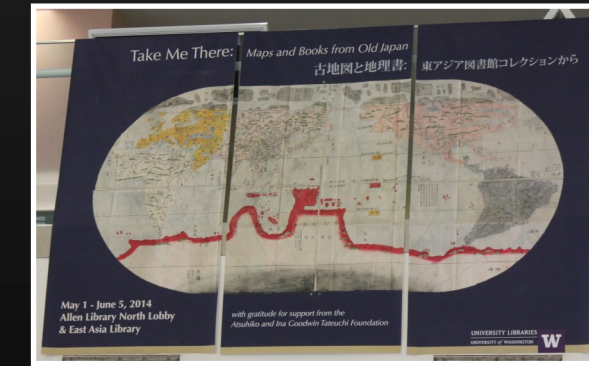 Take Me There: Maps and Books from Old Japan
古地図と地理書: 東アジア図書館コレクションから
May 1 - June 5, 2014
Allen Library North Lobby
& East Asia Library
with gratitude for support from the
Atsuhiko and Ina Goodwin Tateuchi Foundation
UNIVERSITY LIBRARIES
UNIVERSITY of WASHINGTON
W